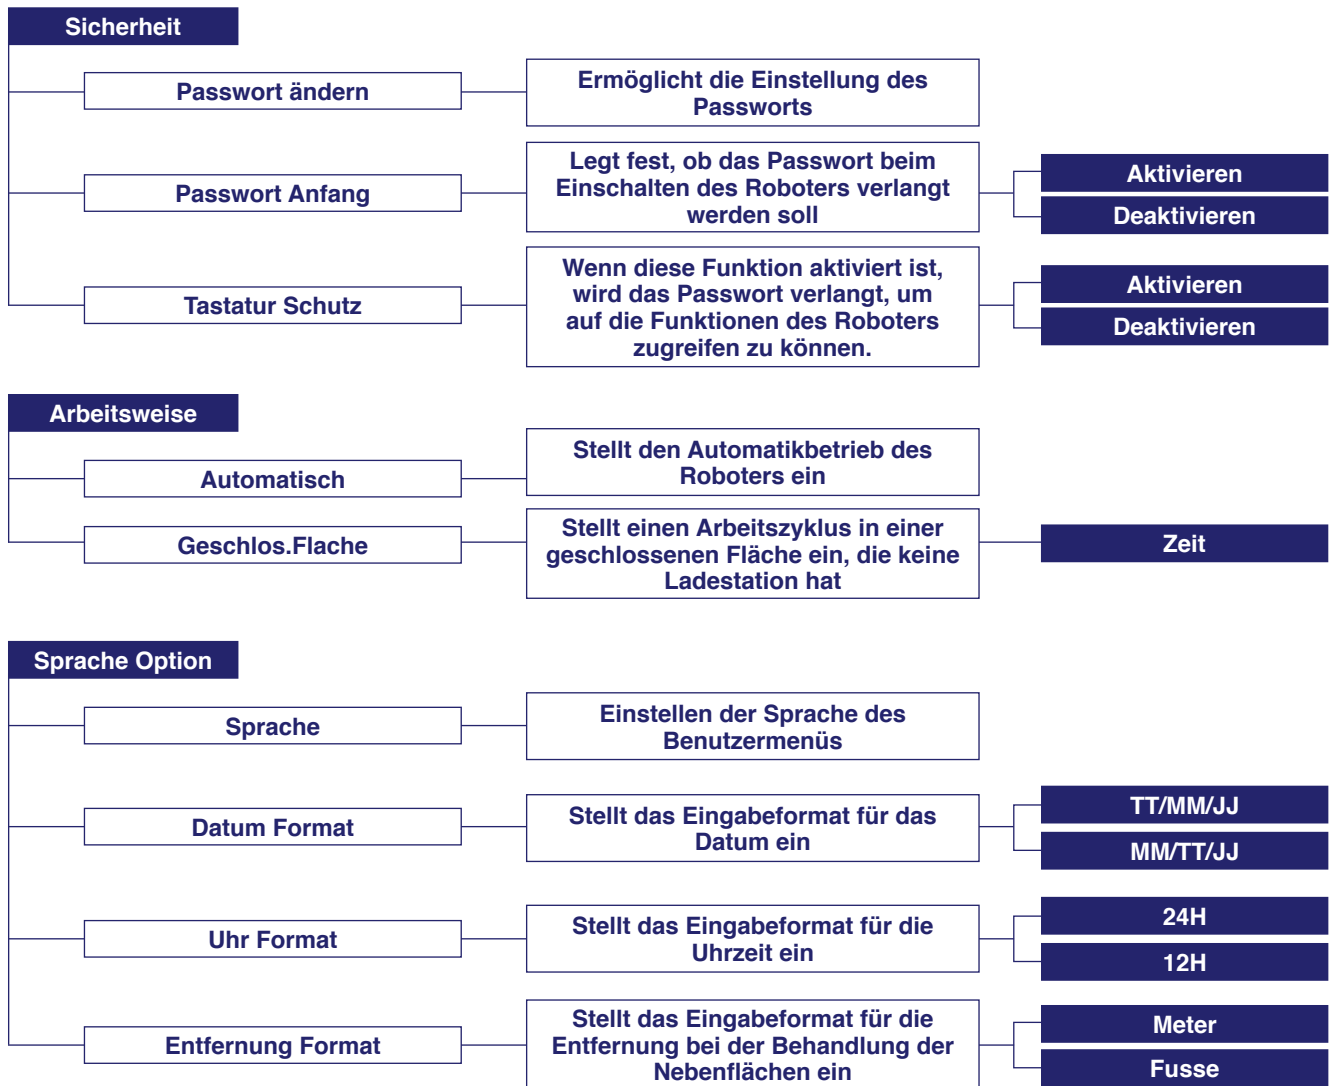 Sicherheit
Passwort ändern
Ermöglicht die Einstellung des
Passworts
Passwort Anfang
Legt fest, ob das Passwort beim
Einschalten des Roboters verlangt
werden soll
Aktivieren
Deaktivieren
Tastatur Schutz
Wenn diese Funktion aktiviert ist,
wird das Passwort verlangt, um
auf die Funktionen des Roboters
zugreifen zu können.
Aktivieren
Deaktivieren
Arbeitsweise
Automatisch
Stellt den Automatikbetrieb des
Roboters ein
Geschlos.Flache
Stellt einen Arbeitszyklus in einer
geschlossenen Fläche ein, die keine
Ladestation hat
Zeit
Sprache Option
Sprache
Einstellen der Sprache des
Benutzermenüs
Datum Format
Stellt das Eingabeformat für das
Datum ein
TT/MM/JJ
MM/TT/JJ
Uhr Format
Stellt das Eingabeformat für die
Uhrzeit ein
24H
12H
Entfernung Format
Stellt das Eingabeformat für die
Entfernung bei der Behandlung der
Nebenflächen ein
Meter
Fusse